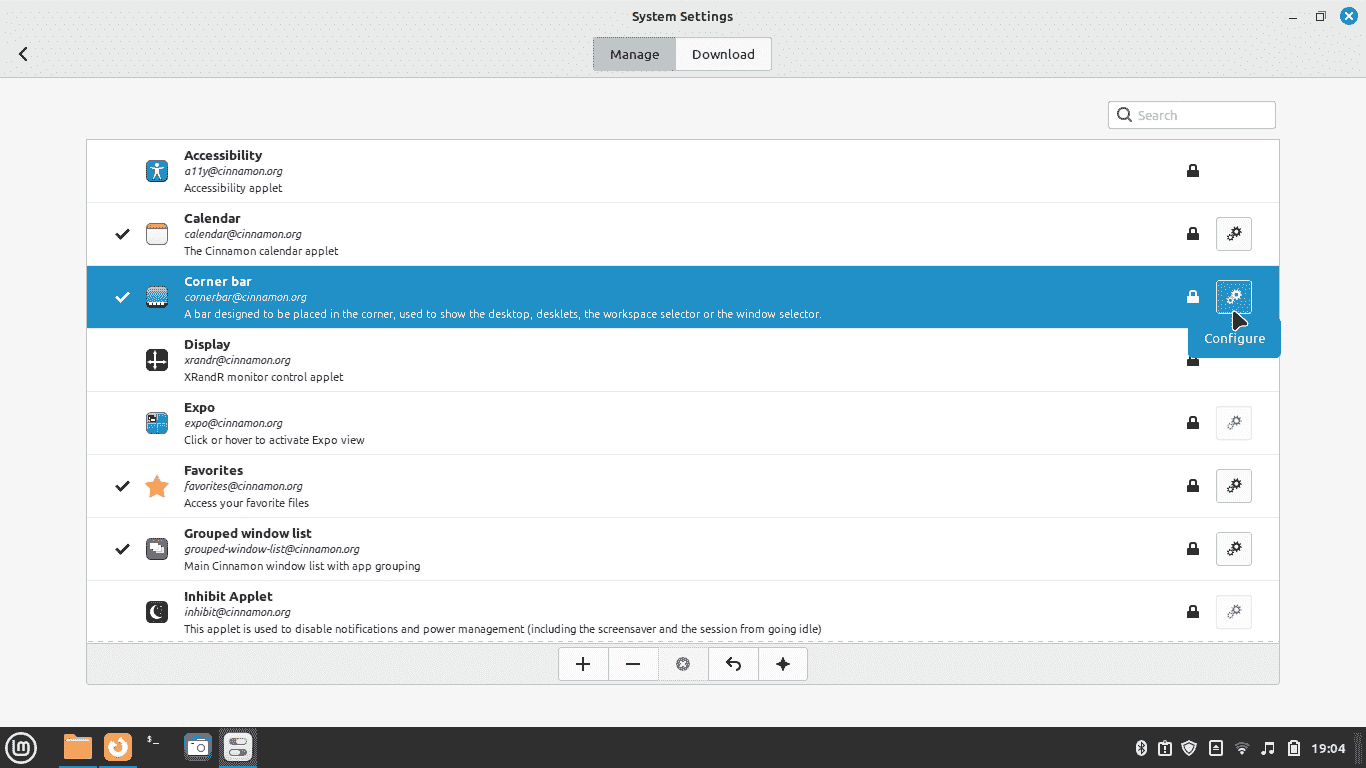 System Settings
Manage
Download
Search
Accessibility
a11y@cinnamon.org
Accessibility applet
Calendar
calendar@cinnamon.org
The Cinnamon calendar applet
Corner bar
cornerbar@cinnamon.org
A bar designed to be placed in the corner, used to show the desktop, desklets, the workspace selector or the window selector.
Configure
Display
xrandr@cinnamon.org
XRandR monitor control applet
Expo
expo@cinnamon.org
Click or hover to activate Expo view
Favorites
favorites@cinnamon.org
Access your favorite files
Grouped window list
grouped-window-list@cinnamon.org
Main Cinnamon window list with app grouping
Inhibit Applet
inhibit@cinnamon.org
This applet is used to disable notifications and power management (including the screensaver and the session from going idle)
$_
19:04